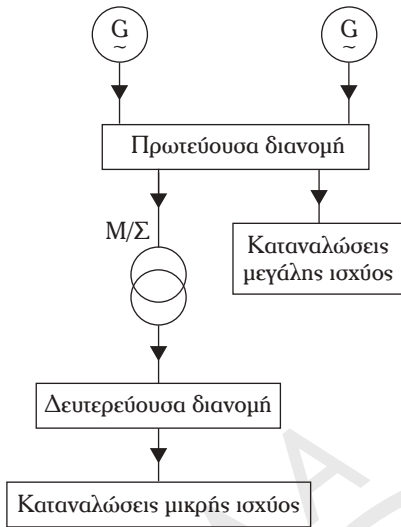 G
~
G
~
Πρωτεύουσα διανομή
Μ/Σ
Καταναλώσεις
μεγάλης ισχύος
Δευτερεύουσα διανομή
Καταναλώσεις μικρής ισχύος